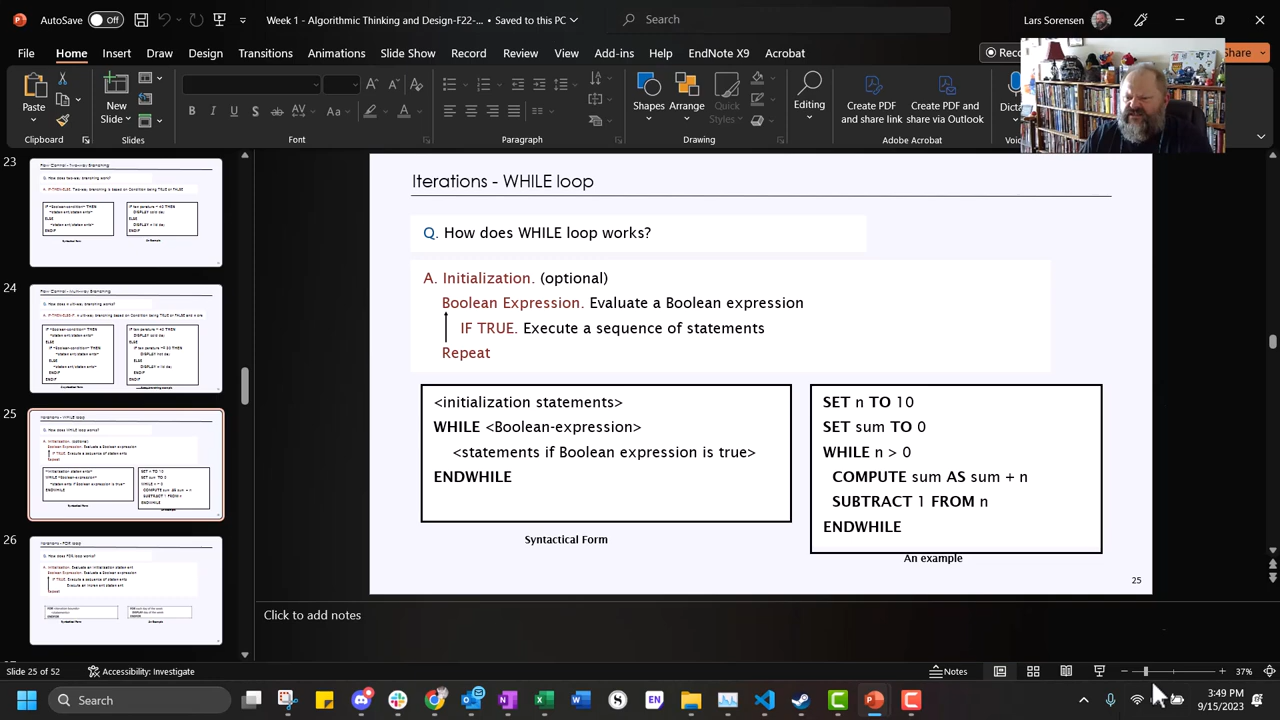 AutoSave Off Week 1 - Algorithmic Thinking and Design-F22-... • Saved to this PC Search Lars Sorensen
File Home Insert Draw Design Transitions Record Review View Help EndNote X9 Share
Paste
Clipboard
New
Slide
Slides
B I U S
Aa
Font
Paragraph
Shapes
Arrange
Quick
Styles
Drawing
Editing
Create PDF
and share link
Create PDF and
share via Outlook
Adobe Acrobat
23
24
25
26
Iterations - WHILE loop
Q. How does WHILE loop works?
A. Initialization. (optional)
Boolean Expression. Evaluate a Boolean expression
IF TRUE. Execute a sequence of statement
Repeat
<initialization statements>
WHILE <Boolean-expression>
<statements if Boolean expression is true>
ENDWHILE
Syntactical Form
SET n TO 10
SET sum TO 0
WHILE n > 0
COMPUTE sum AS sum + n
SUBTRACT 1 FROM n
ENDWHILE
An example
25
Click to add notes
Slide 25 of 52 Accessibility: Investigate Notes 37%
Search
3:49 PM
9/15/2023